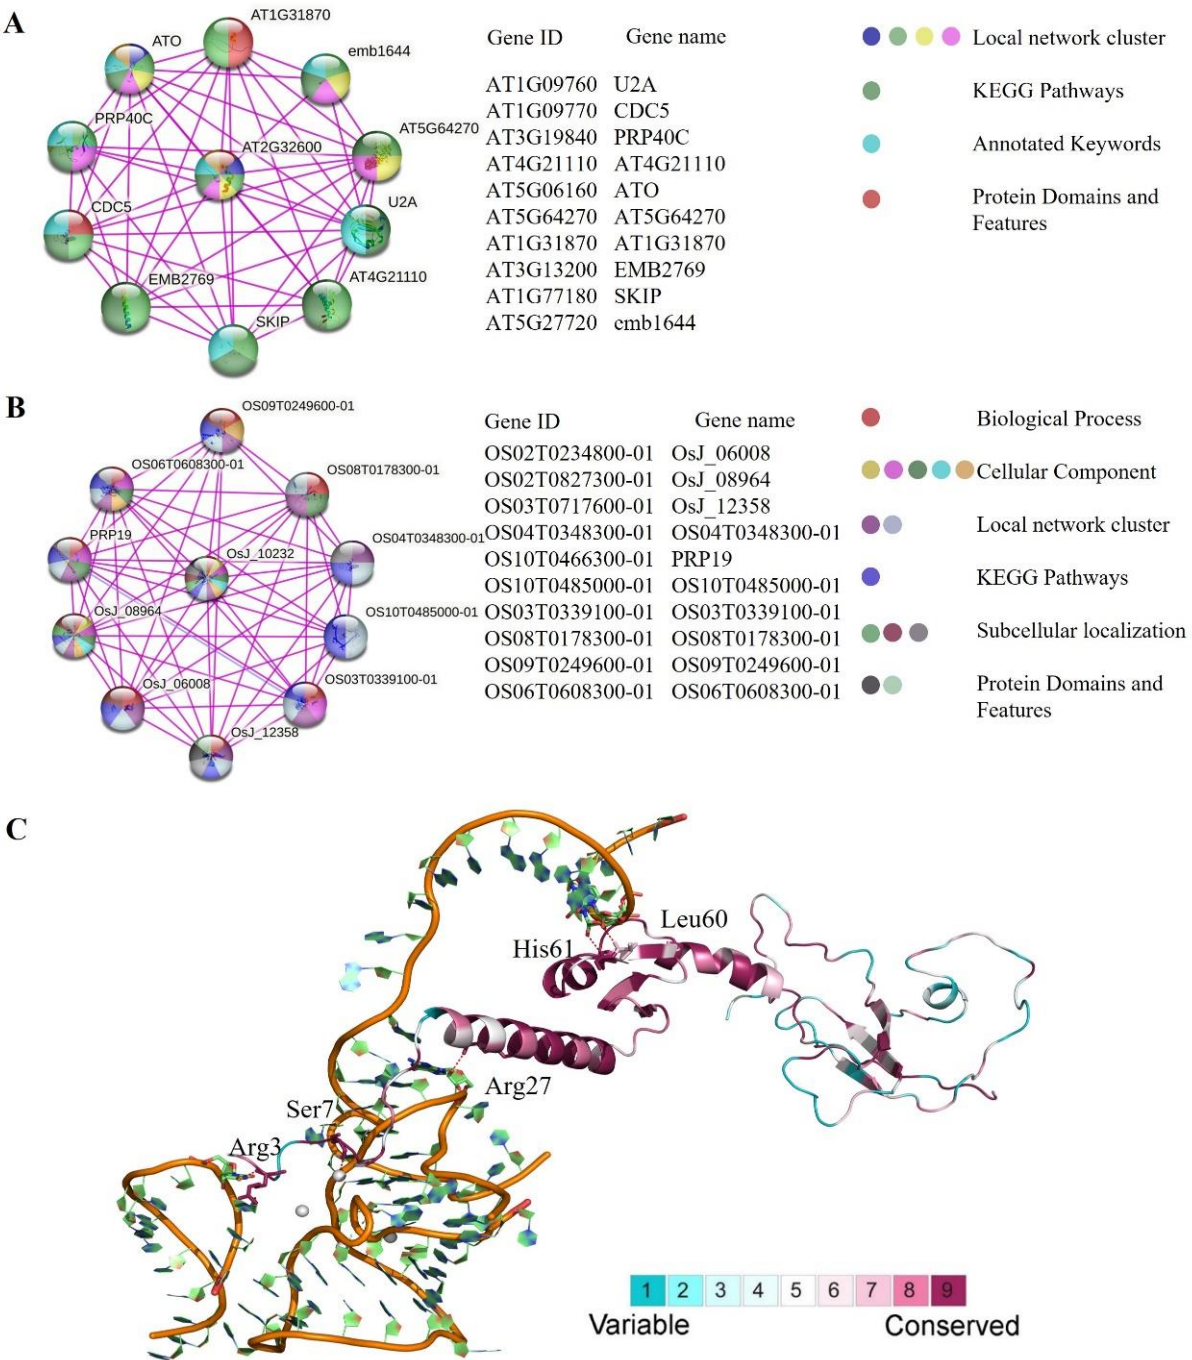 A
AT1G31870
ATO
emb1644
PRP40C
AT5G64270
AT2G32600
CDC5
U2A
EMB2769
AT4G21110
SKIP
Gene ID Gene name
AT1G09760 U2A
AT1G09770 CDC5
AT3G19840 PRP40C
AT4G21110 AT4G21110
AT5G06160 ATO
AT5G64270 AT5G64270
AT1G31870 AT1G31870
AT3G13200 EMB2769
AT1G77180 SKIP
AT5G27720 emb1644
Local network cluster
KEGG Pathways
Annotated Keywords
Protein Domains and
Features
B
OS09T0249600-01
OS06T0608300-01
OS08T0178300-01
PRP19
OS04T0348300-01
OsJ_10232
OsJ_08964
OS10T0485000-01
OsJ_06008
OS03T0339100-01
OsJ_12358
Gene ID Gene name
OS02T0234800-01 OsJ_06008
OS02T0827300-01 OsJ_08964
OS03T0717600-01 OsJ_12358
OS04T0348300-01 OS04T0348300-01
OS10T0466300-01 PRP19
OS10T0485000-01 OS10T0485000-01
OS03T0339100-01 OS03T0339100-01
OS08T0178300-01 OS08T0178300-01
OS09T0249600-01 OS09T0249600-01
OS06T0608300-01 OS06T0608300-01
Biological Process
Cellular Component
Local network cluster
KEGG Pathways
Subcellular localization
Protein Domains and
Features
C
Leu60
His61
Arg27
Ser7
Arg3
1 2 3 4 5 6 7 8 9
Variable Conserved